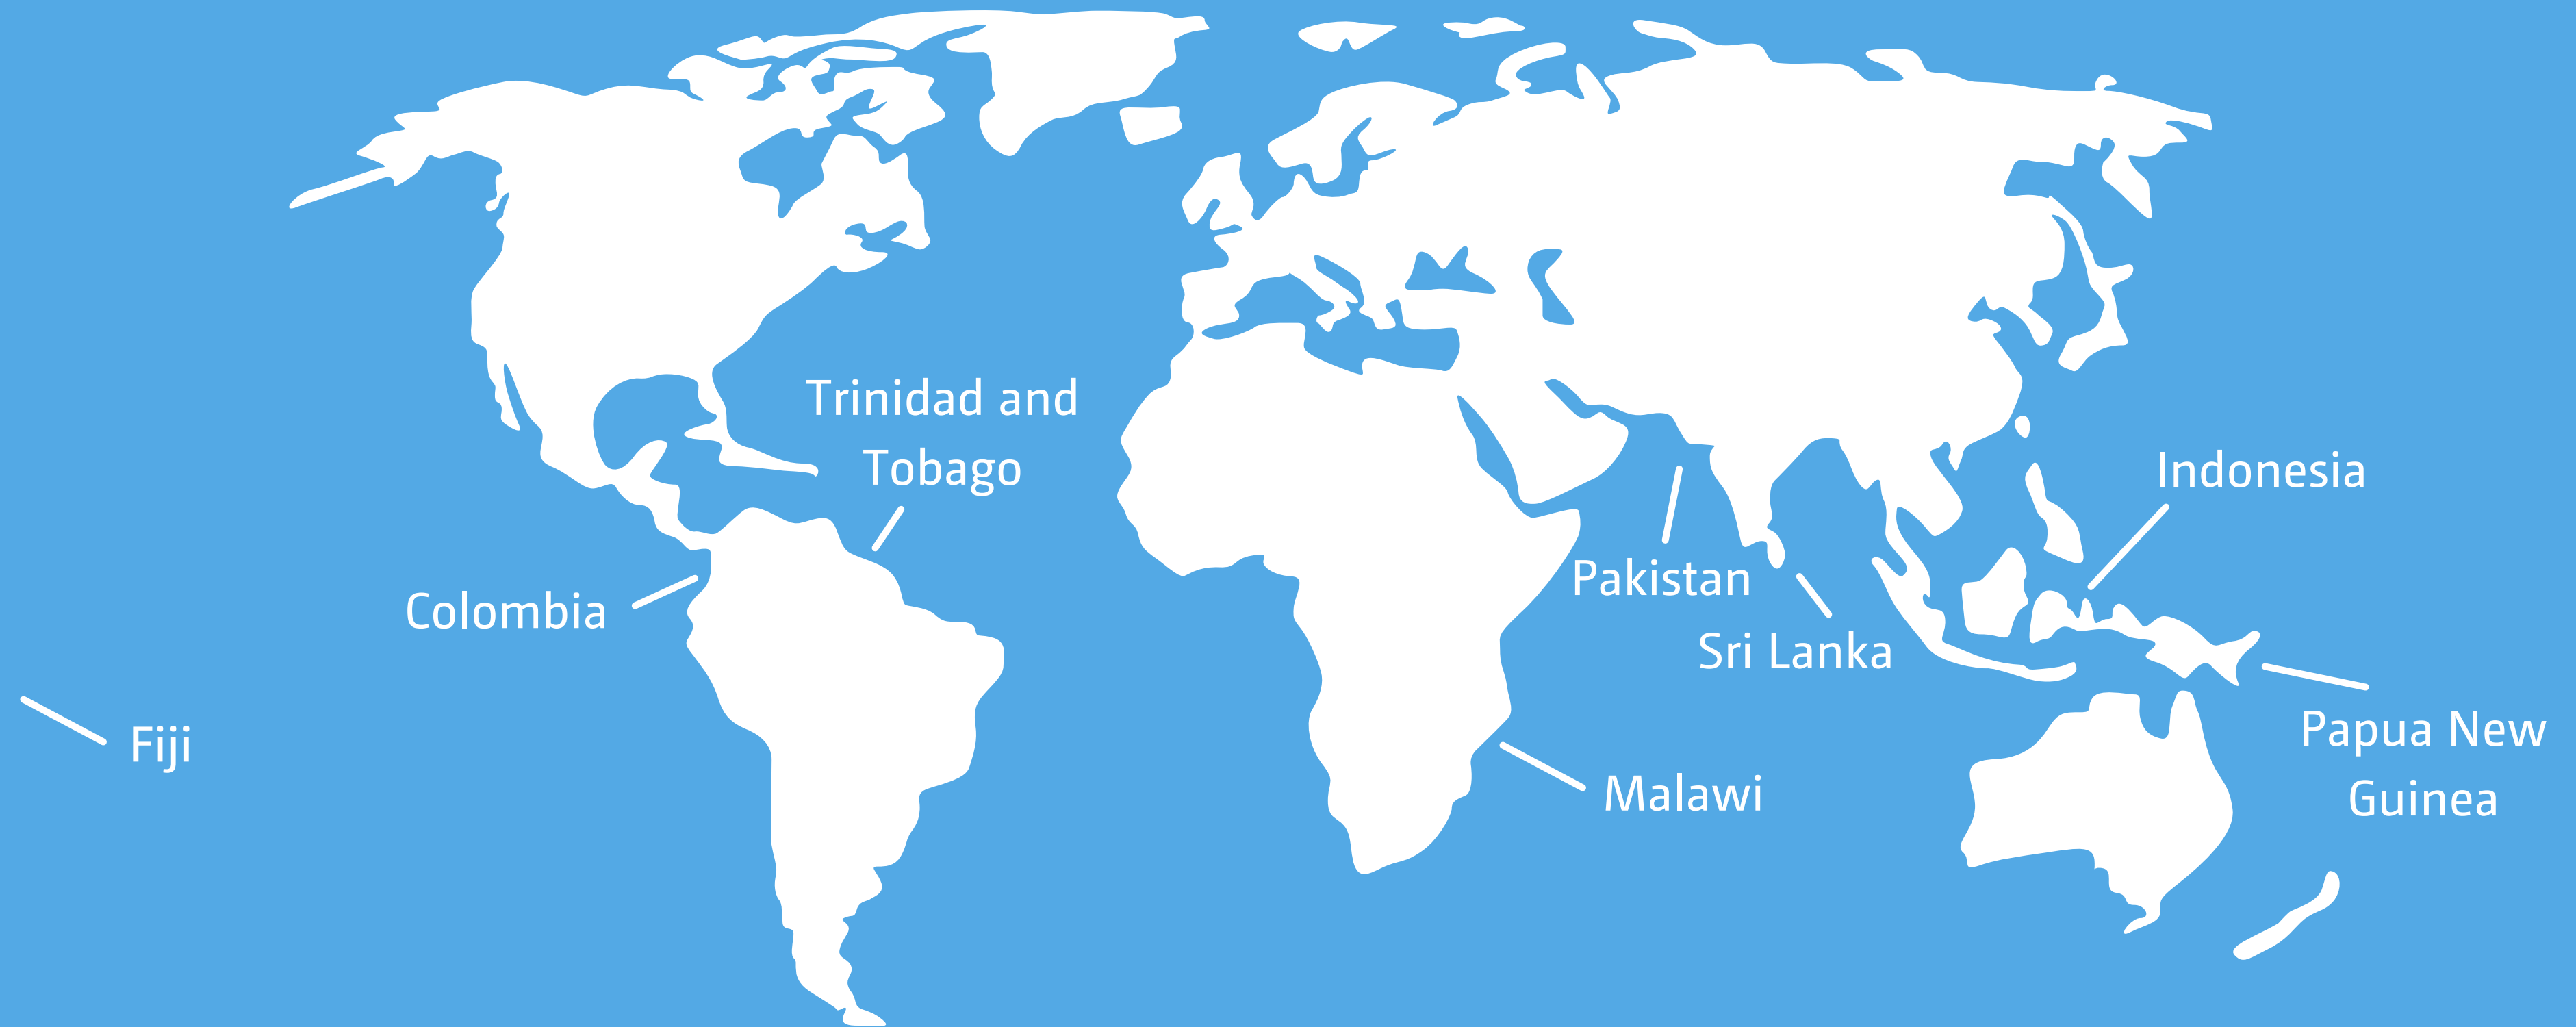 Trinidad and
Tobago
Indonesia
Colombia
Pakistan
Sri Lanka
Fiji
Papua New
Guinea
Malawi